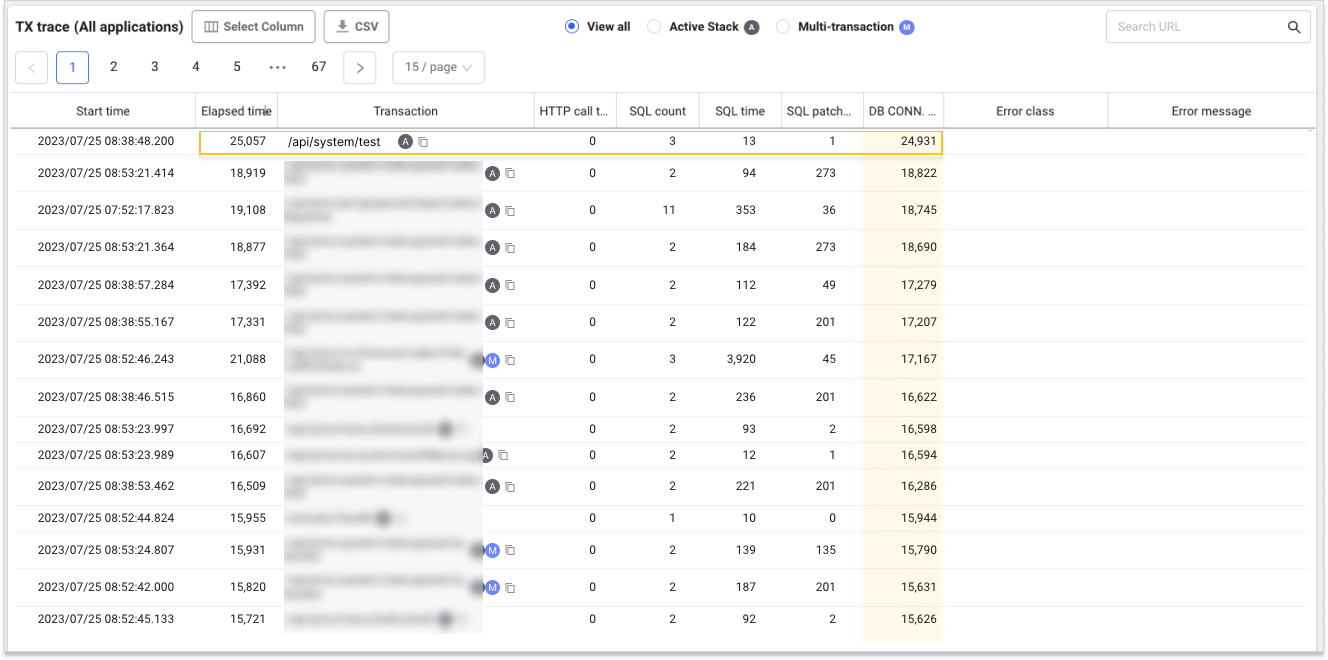 TX trace (All applications) Select Column CSV View all Active Stack A Multi-transaction M Search URL
1 2 3 4 5 ••• 67 15 / page
Start time Elapsed time Transaction HTTP call t... SQL count SQL time SQL patch... DB CONN. ... Error class Error message
2023/07/25 08:38:48.200 25,057 /api/system/test A 0 3 13 1 24,931
2023/07/25 08:53:21.414 18,919 A 0 2 94 273 18,822
2023/07/25 07:52:17.823 19,108 A 0 11 353 36 18,745
2023/07/25 08:53:21.364 18,877 A 0 2 184 273 18,690
2023/07/25 08:38:57.284 17,392 A 0 2 112 49 17,279
2023/07/25 08:38:55.167 17,331 A 0 2 122 201 17,207
2023/07/25 08:52:46.243 21,088 M 0 3 3,920 45 17,167
2023/07/25 08:38:46.515 16,860 A 0 2 236 201 16,622
2023/07/25 08:53:23.997 16,692 0 2 93 2 16,598
2023/07/25 08:53:23.989 16,607 A 0 2 12 1 16,594
2023/07/25 08:38:53.462 16,509 A 0 2 221 201 16,286
2023/07/25 08:52:44.824 15,955 0 1 10 0 15,944
2023/07/25 08:53:24.807 15,931 M 0 2 139 135 15,790
2023/07/25 08:52:42.000 15,820 M 0 2 187 201 15,631
2023/07/25 08:52:45.133 15,721 0 2 92 2 15,626